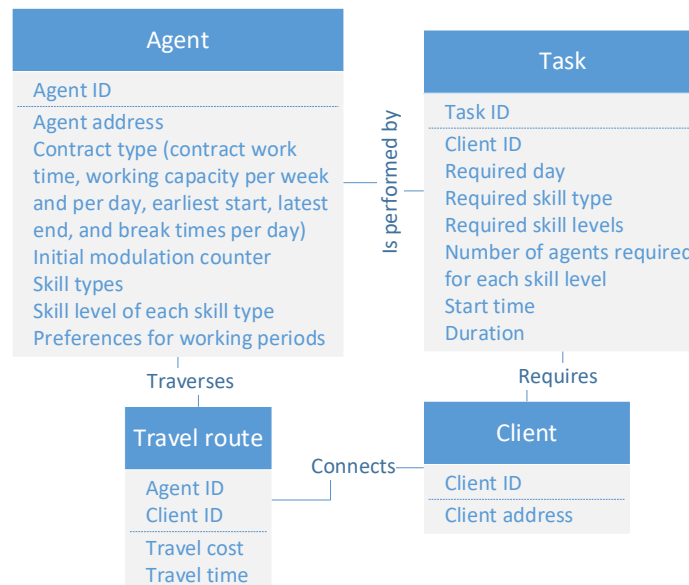 Agent
Agent ID
Agent address
Contract type (contract work
time, working capacity per week
and per day, earliest start, latest
end, and break times per day)
Initial modulation counter
Skill types
Skill level of each skill type
Preferences for working periods
Is performed by
Task
Task ID
Client ID
Required day
Required skill type
Required skill levels
Number of agents required
for each skill level
Start time
Duration
Traverses
Requires
Travel route
Agent ID
Client ID
Travel cost
Travel time
Connects
Client
Client ID
Client address